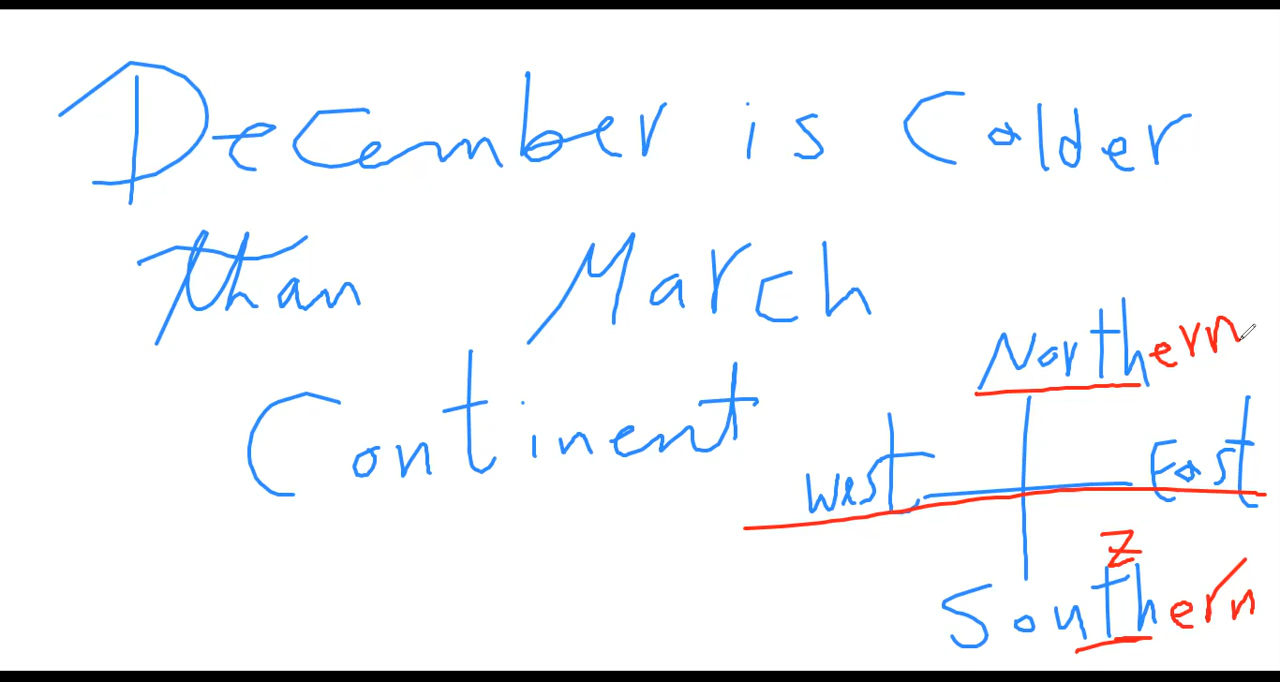 December is Colder
than March
Northern
Continent
West East
Z
Southern